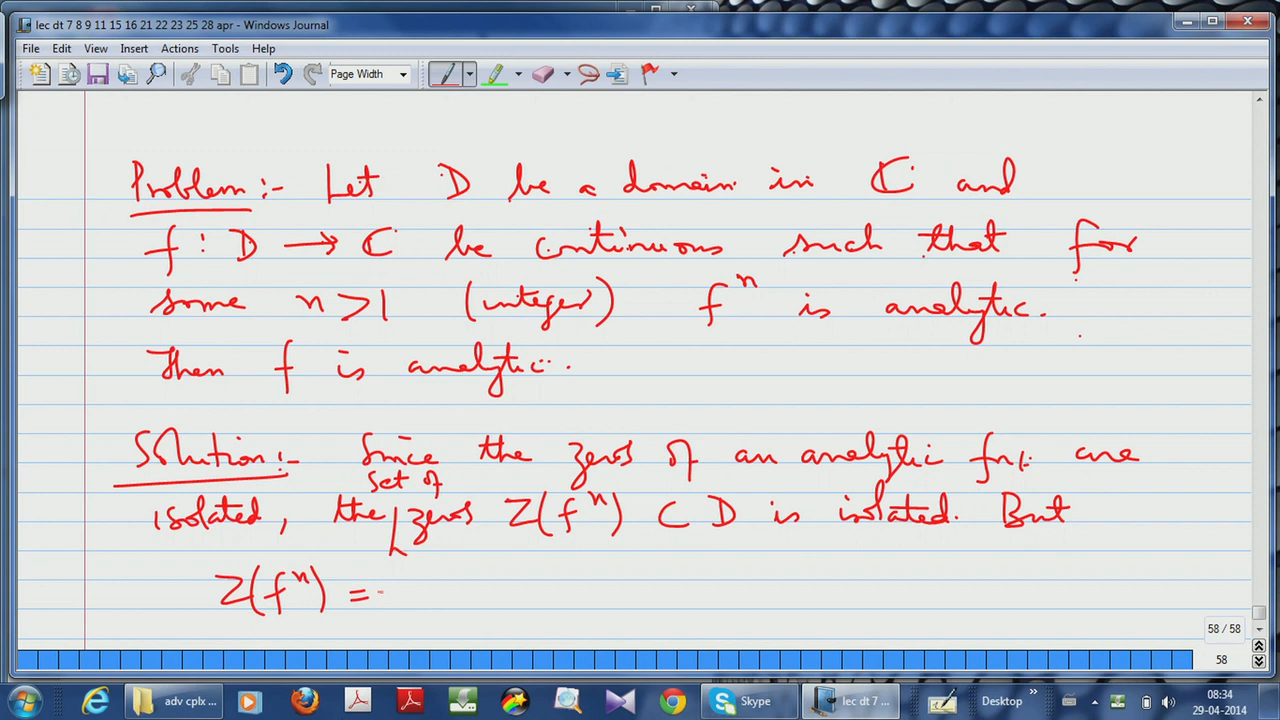 lec dt 7 8 9 11 15 16 21 22 23 25 28 apr - Windows Journal
File Edit View Insert Actions Tools Help
Page Width
Problem :- Let D be a domain in ℂ and
f : D → ℂ be continuous such that for
some n > 1 (integer) f^n is analytic.
Then f is analytic.
Solution :- Since the zeros of an analytic fn. are
set of
isolated, the zeros Z(f^n) ⊂ D is isolated. But
Z(f^n) =
58 / 58
58
adv cplx ...
Skype
lec dt 7 ...
Desktop
08:34
29-04-2014